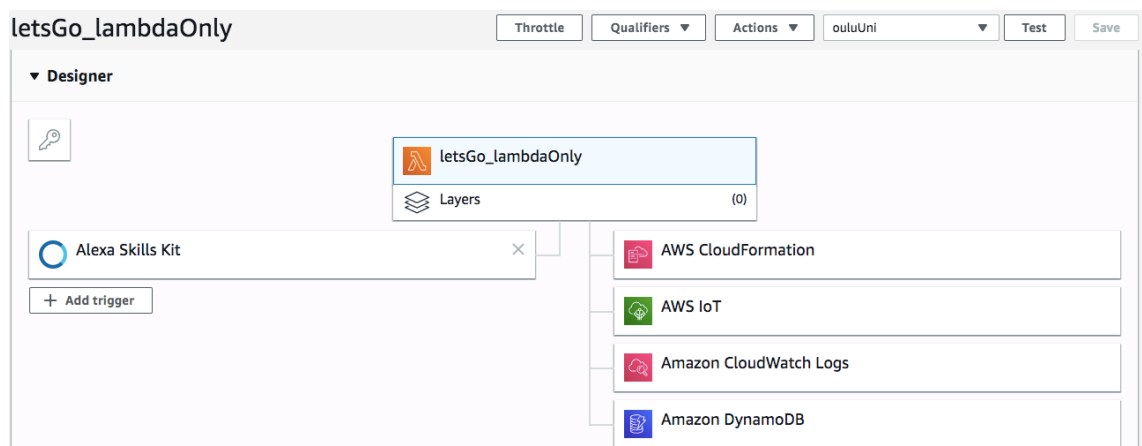 letsGo_lambdaOnly Throttle Qualifiers Actions ouluUni Test Save
Designer
letsGo_lambdaOnly
Layers (0)
Alexa Skills Kit
+ Add trigger
AWS CloudFormation
AWS IoT
Amazon CloudWatch Logs
Amazon DynamoDB